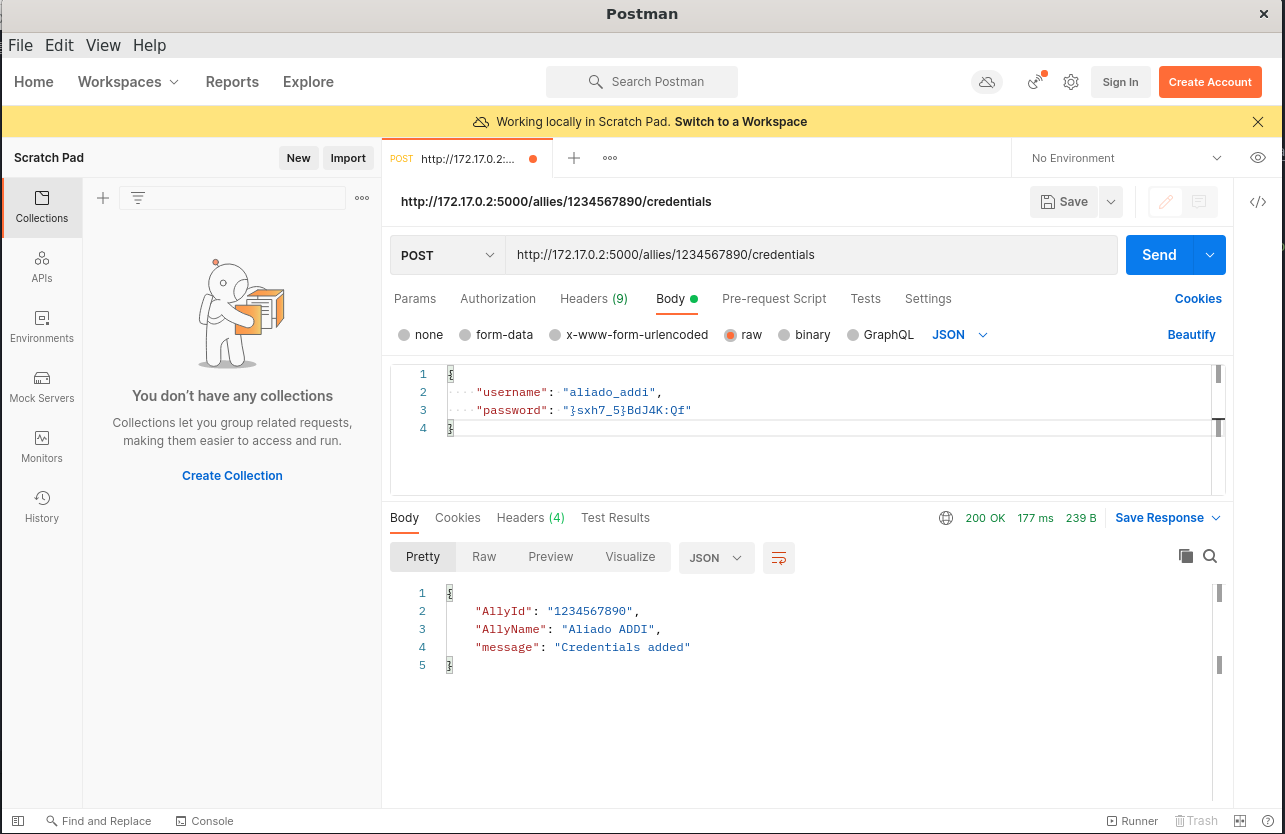 Postman
File Edit View Help
Home Workspaces Reports Explore Search Postman Sign In Create Account
Working locally in Scratch Pad. Switch to a Workspace
Scratch Pad New Import POST http://172.17.0.2:... No Environment
Collections
APIs
Environments
Mock Servers
Monitors
History
You don't have any collections
Collections let you group related requests,
making them easier to access and run.
Create Collection
http://172.17.0.2:5000/allies/1234567890/credentials Save
POST http://172.17.0.2:5000/allies/1234567890/credentials Send
Params Authorization Headers (9) Body Pre-request Script Tests Settings Cookies
none form-data x-www-form-urlencoded raw binary GraphQL JSON Beautify
1 {
2 "username": "aliado_addi",
3 "password": "}sxh7_5}BdJ4K:Qf"
4 }
Body Cookies Headers (4) Test Results 200 OK 177 ms 239 B Save Response
Pretty Raw Preview Visualize JSON
1 {
2 "AllyId": "1234567890",
3 "AllyName": "Aliado ADDI",
4 "message": "Credentials added"
5 }
Find and Replace Console Runner Trash